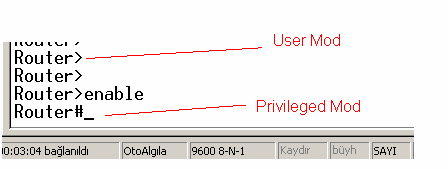 Router>
User Mod
Router>
Router>
Router>enable
Router#_
Privileged Mod
0:03:04 bağlanıldı OtoAlgıla 9600 8-N-1 Kaydır büyh SAYI